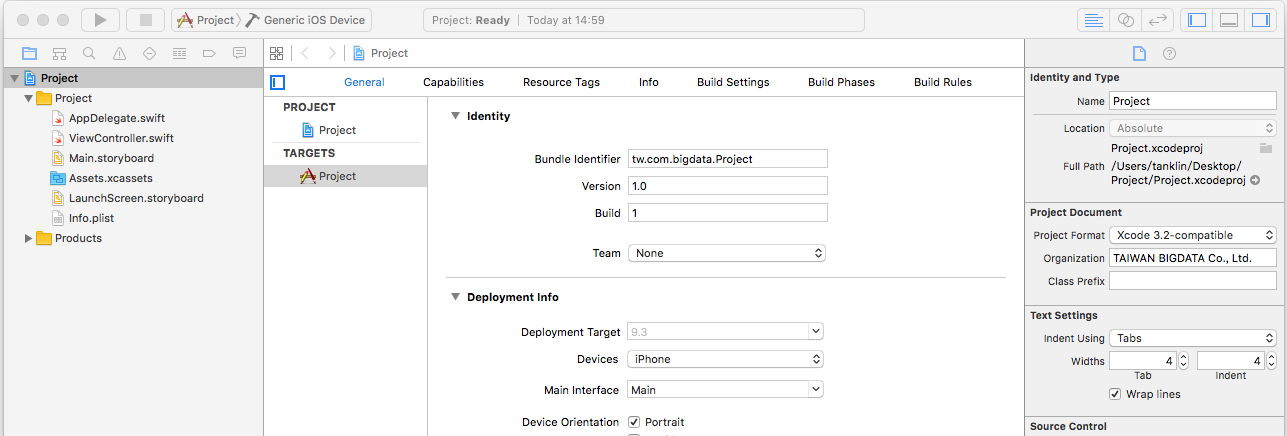 Project Generic iOS Device
Project: Ready | Today at 14:59
Project
Project
AppDelegate.swift
ViewController.swift
Main.storyboard
Assets.xcassets
LaunchScreen.storyboard
Info.plist
Products
Project
General Capabilities Resource Tags Info Build Settings Build Phases Build Rules
PROJECT
Project
TARGETS
Project
Identity
Bundle Identifier tw.com.bigdata.Project
Version 1.0
Build 1
Team None
Deployment Info
Deployment Target 9.3
Devices iPhone
Main Interface Main
Device Orientation Portrait
Identity and Type
Name Project
Location Absolute
Project.xcodeproj
Full Path /Users/tanklin/Desktop/
Project/Project.xcodeproj
Project Document
Project Format Xcode 3.2-compatible
Organization TAIWAN BIGDATA Co., Ltd.
Class Prefix
Text Settings
Indent Using Tabs
Widths 4 4
Tab Indent
Wrap lines
Source Control